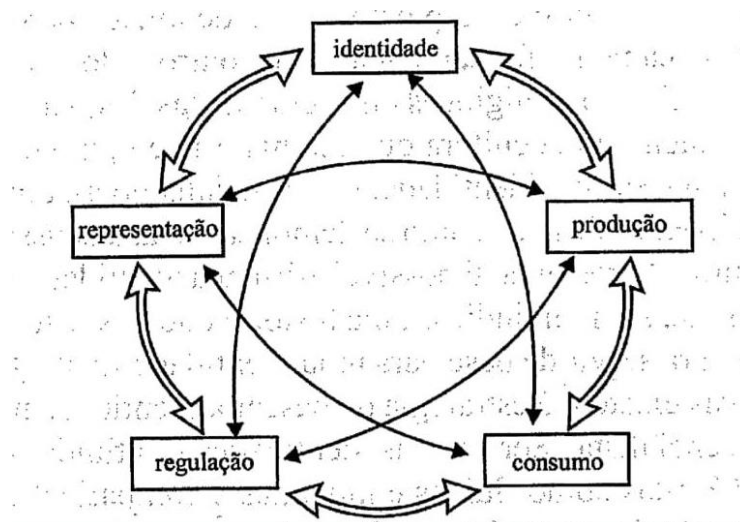 identidade
representação
produção
regulação
consumo